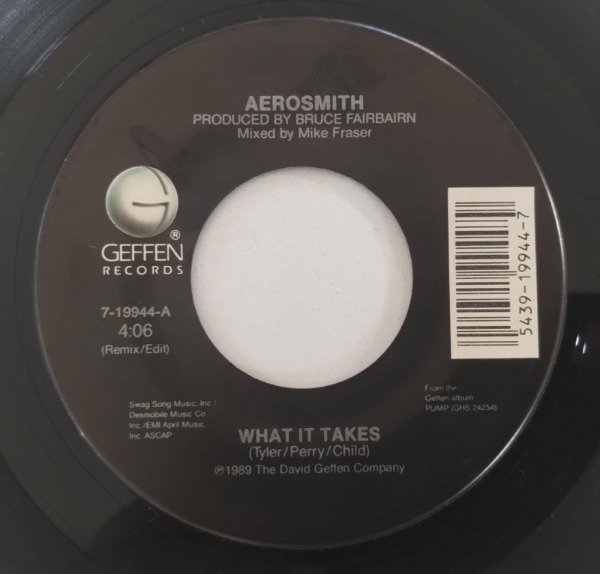 AEROSMITH
PRODUCED BY BRUCE FAIRBAIRN
Mixed by Mike Fraser
G
®
GEFFEN
RECORDS
7-19944-A
4:06
(Remix/Edit)
5439-19944-7
Swag Song Music, Inc./
Desmobile Music Co.,
Inc./EMI April Music,
Inc. ASCAP
From the
Geffen album
PUMP (GHS 24254)
WHAT IT TAKES
(Tyler/Perry/Child)
℗1989 The David Geffen Company